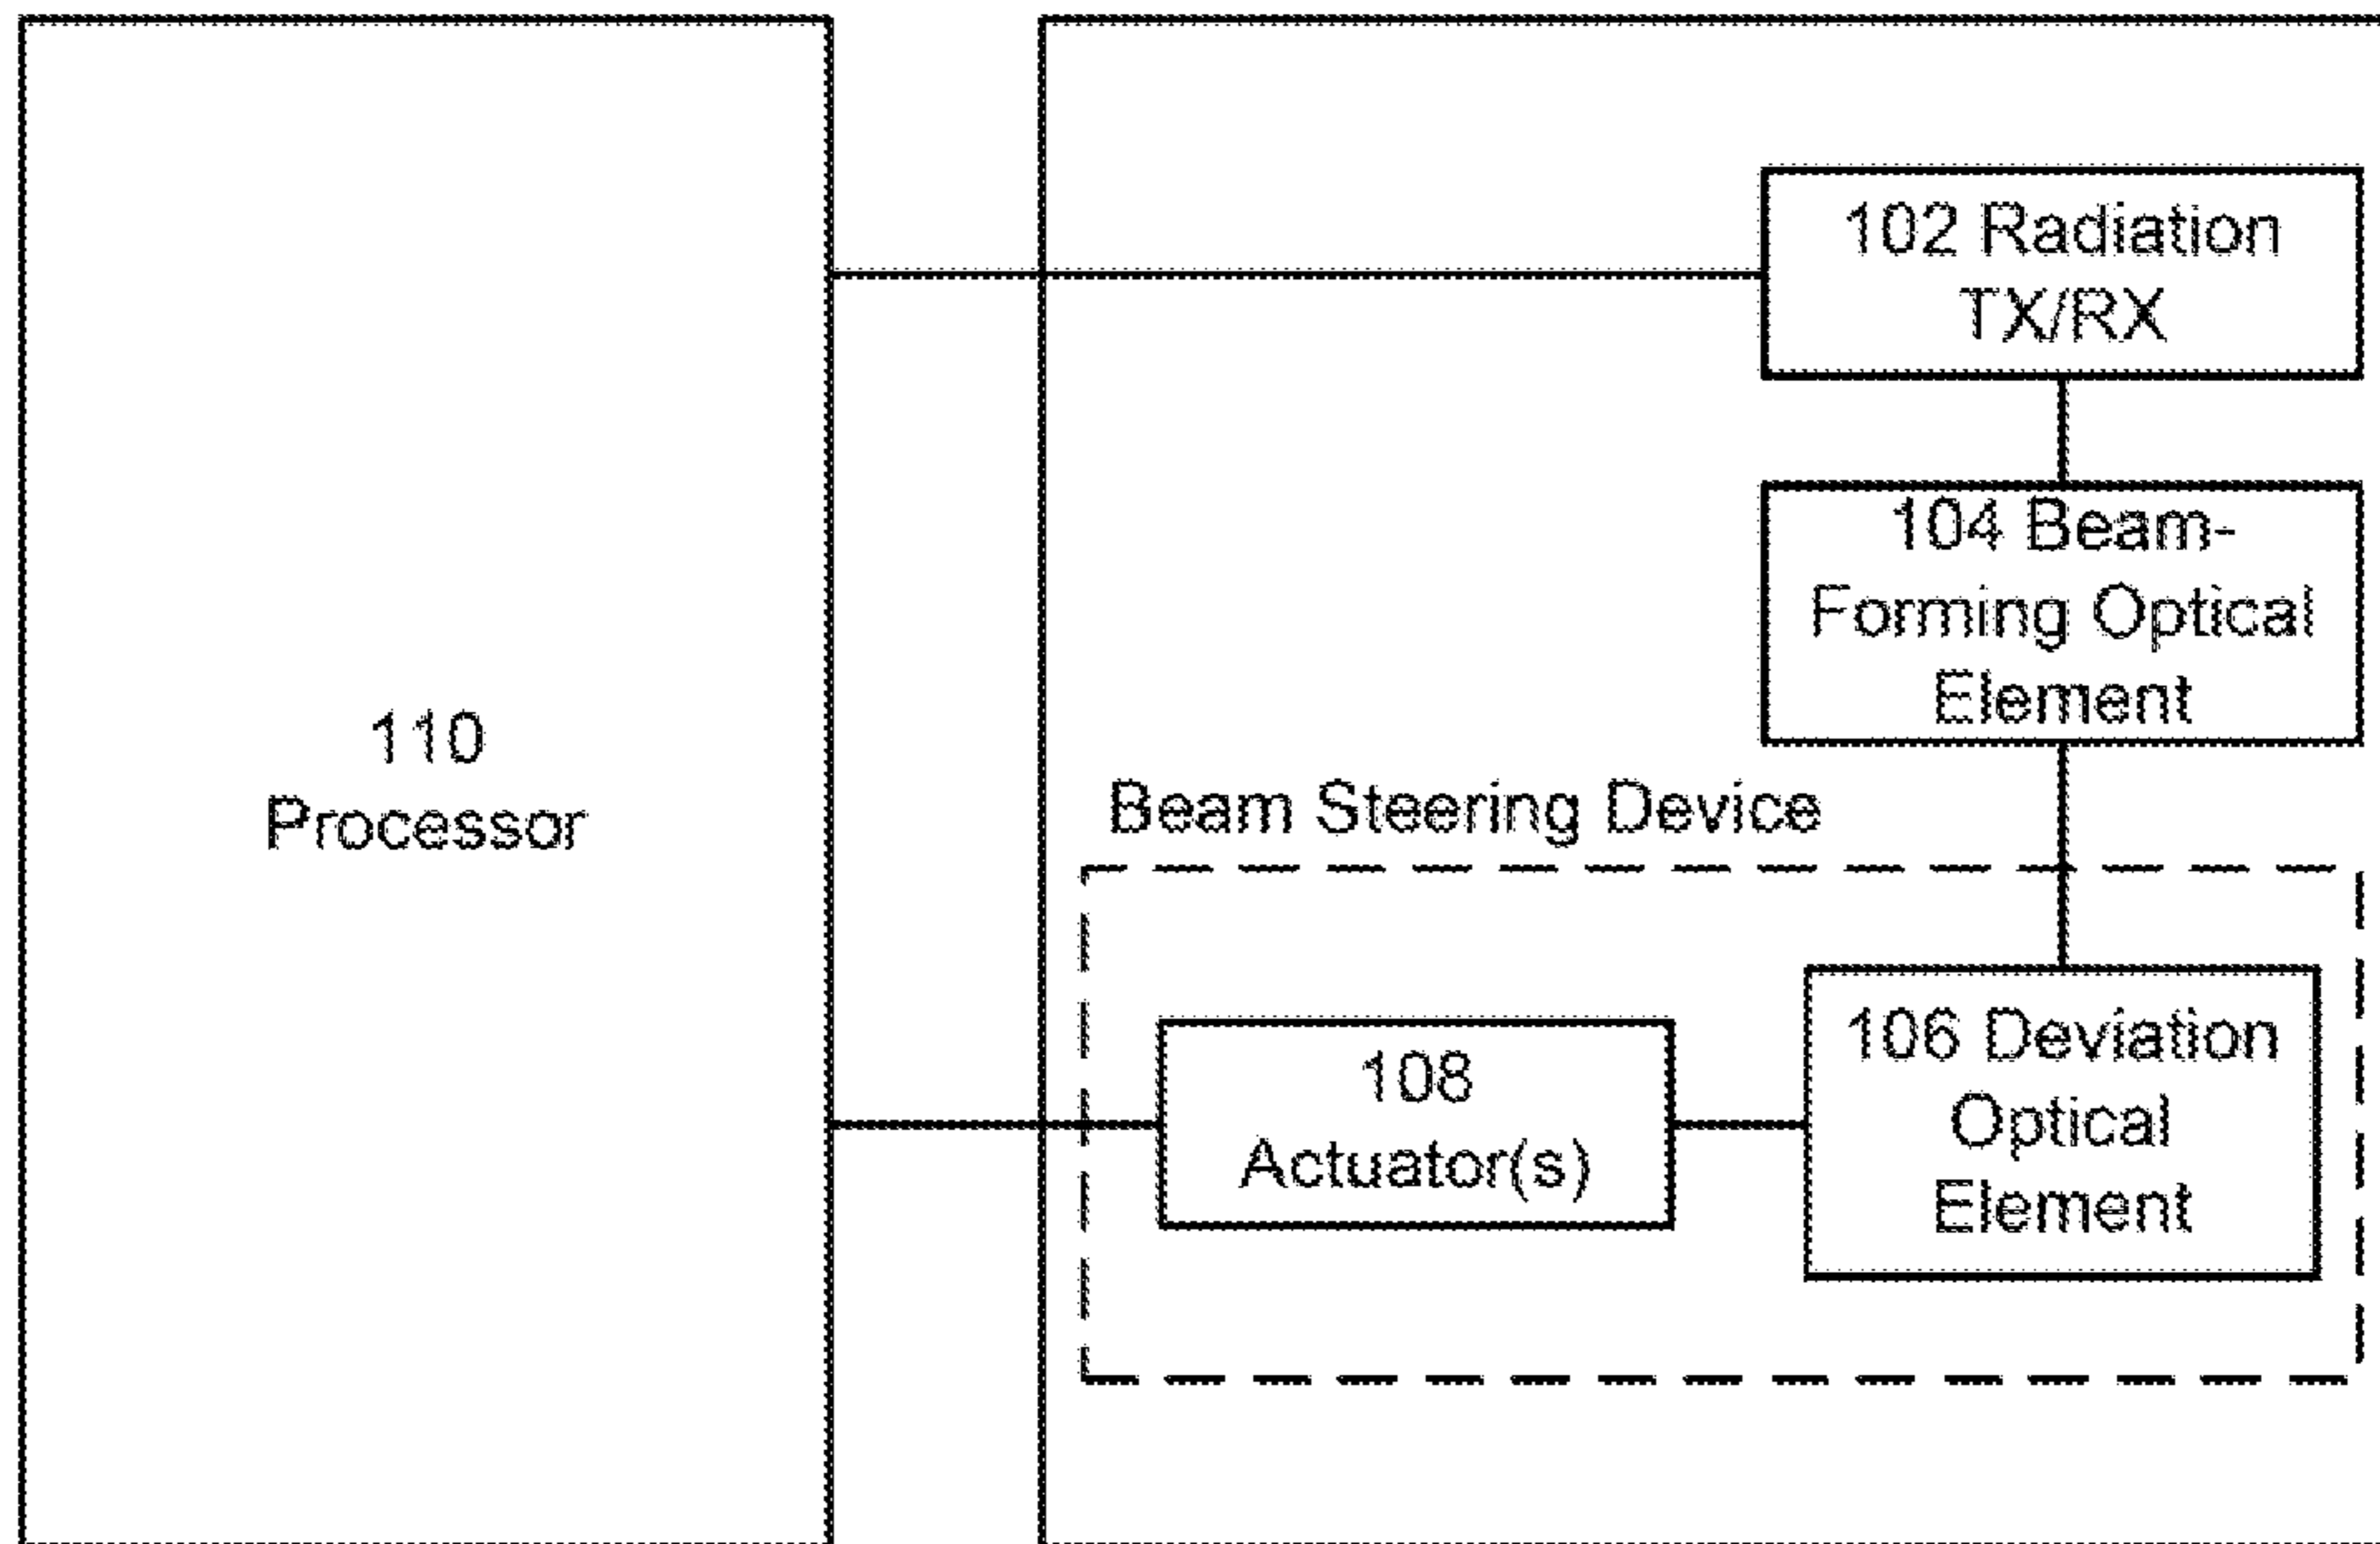 102 Radiation
TX/RX
104 Beam-
Forming Optical
Element
110
Processor
Beam Steering Device
108
Actuator(s)
106 Deviation
Optical
Element